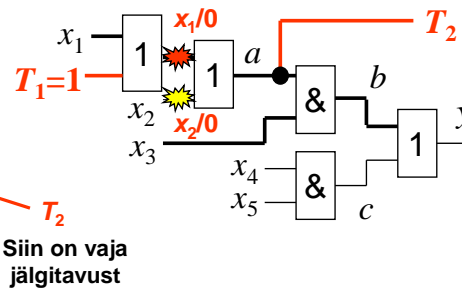 x1/0
T2
x1
1
a
T1=1
1
&
b
x2
x2/0
y
x3
1
x4
&
x5
c
T2
Siin on vaja
jälgitavust